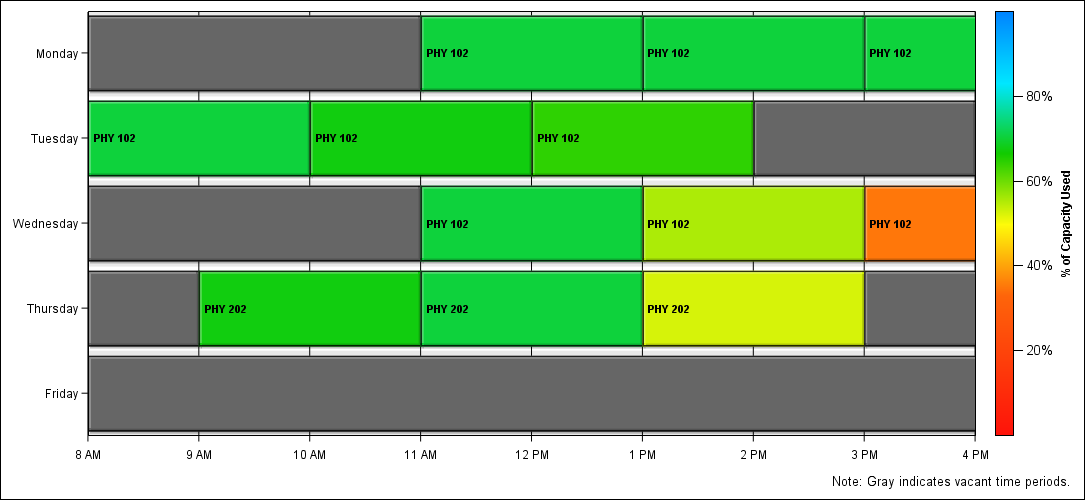 Monday
PHY 102
PHY 102
PHY 102
Tuesday
PHY 102
PHY 102
PHY 102
Wednesday
PHY 102
PHY 102
PHY 102
Thursday
PHY 202
PHY 202
PHY 202
Friday
8 AM 9 AM 10 AM 11 AM 12 PM 1 PM 2 PM 3 PM 4 PM
80%
60%
40%
20%
% of Capacity Used
Note: Gray indicates vacant time periods.